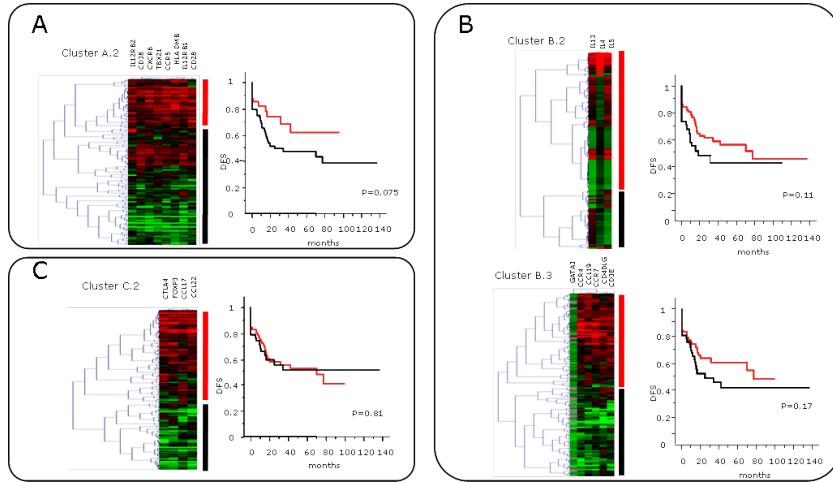 A
Cluster A.2
IL12RB2
CD38
CXCR6
TBX21
CCR5
HLADMB
IL12RB1
CD28
1
0.8
0.6
0.4
0.2
0
DFS
P=0.075
0 20 40 60 80 100 120 140
months
B
Cluster B.2
IL13
IL4
IL5
1
0.8
0.6
0.4
0.2
0
DFS
P=0.11
0 20 40 60 80 100 120 140
months
C
Cluster C.2
CTLA4
FOXP3
CCL17
CCL22
1
0.8
0.6
0.4
0.2
0
DFS
P=0.81
0 20 40 60 80 100 120 140
months
Cluster B.3
GATA3
CCR4
CCL19
CCR7
CD40LG
CD3E
1
0.8
0.6
0.4
0.2
0
DFS
P=0.17
0 20 40 60 80 100 120 140
months